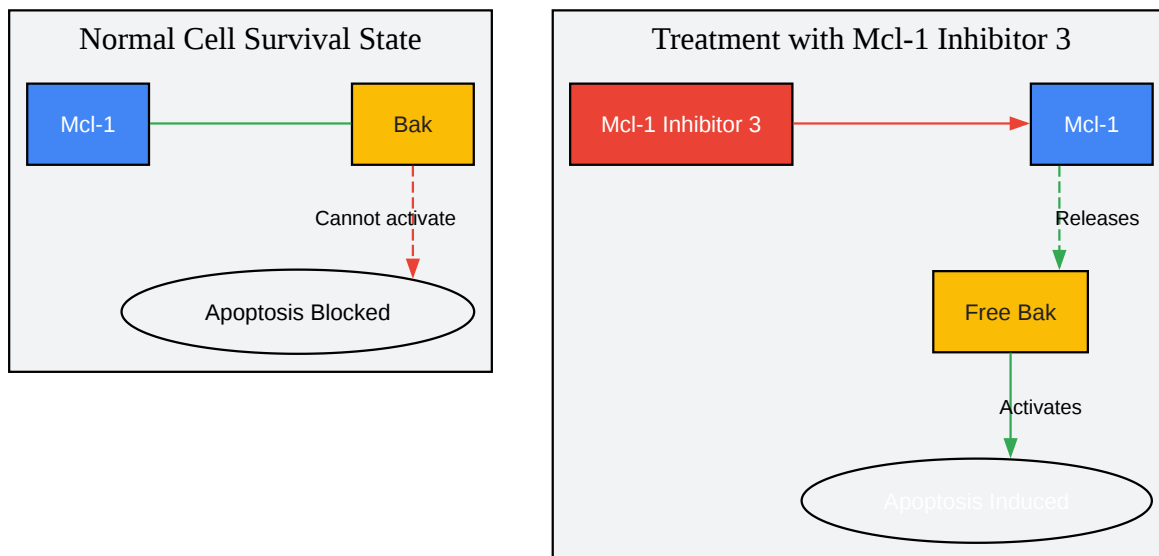 Normal Cell Survival State
Mcl-1
Bak
Cannot activate
Apoptosis Blocked
Treatment with Mcl-1 Inhibitor 3
Mcl-1 Inhibitor 3
Mcl-1
Releases
Free Bak
Activates
Apoptosis Induced